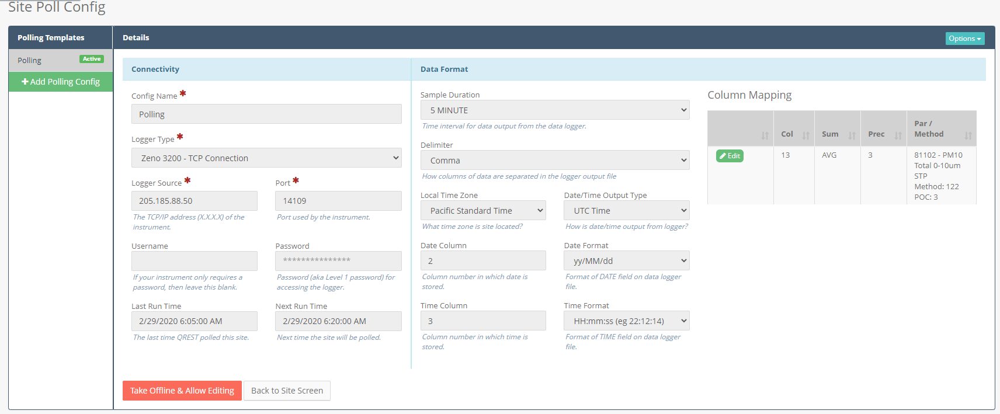 Site Poll Config
Polling Templates
Details
Options
Polling
Active
Add Polling Config
Connectivity
Config Name *
Polling
Logger Type *
Zeno 3200 - TCP Connection
Logger Source *
Port *
205.185.88.50
14109
The TCP/IP address (X.X.X.X) of the
instrument.
Port used by the instrument.
Username
Password
***************
If your instrument only requires a
password, then leave this blank.
Password (aka Level 1 password) for
accessing the logger.
Last Run Time
Next Run Time
2/29/2020 6:05:00 AM
2/29/2020 6:20:00 AM
The last time QREST polled this site.
Next time the site will be polled.
Data Format
Sample Duration
5 MINUTE
Time interval for data output from the data logger.
Delimiter
Comma
How columns of data are separated in the logger output file
Local Time Zone
Date/Time Output Type
Pacific Standard Time
UTC Time
What time zone is site located?
How is date/time output from logger?
Date Column
Date Format
2
yy/MM/dd
Column number in which date is
stored.
Format of DATE field on data logger
file.
Time Column
Time Format
3
HH:mm:ss (eg 22:12:14)
Column number in which time is
stored.
Format of TIME field on data logger
file.
Column Mapping
Col
Sum
Prec
Par /
Method
Edit
13
AVG
3
81102 - PM10
Total 0-10um
STP
Method: 122
POC: 3
Take Offline & Allow Editing
Back to Site Screen